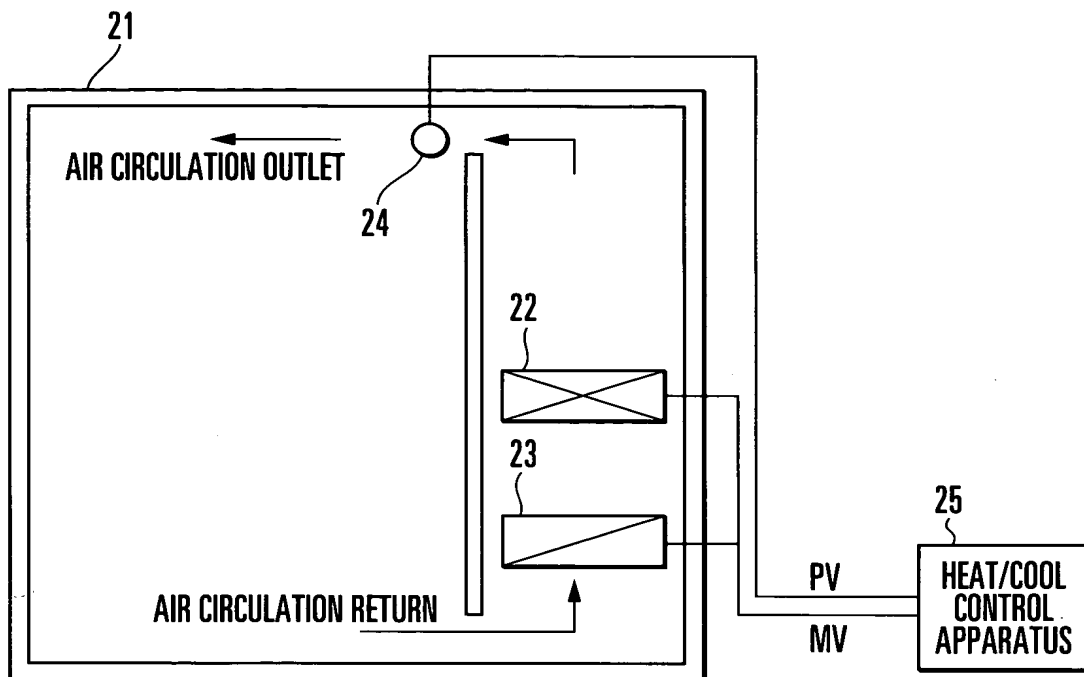 21
AIR CIRCULATION OUTLET
24
22
23
25
AIR CIRCULATION RETURN
PV
MV
HEAT/COOL
CONTROL
APPARATUS